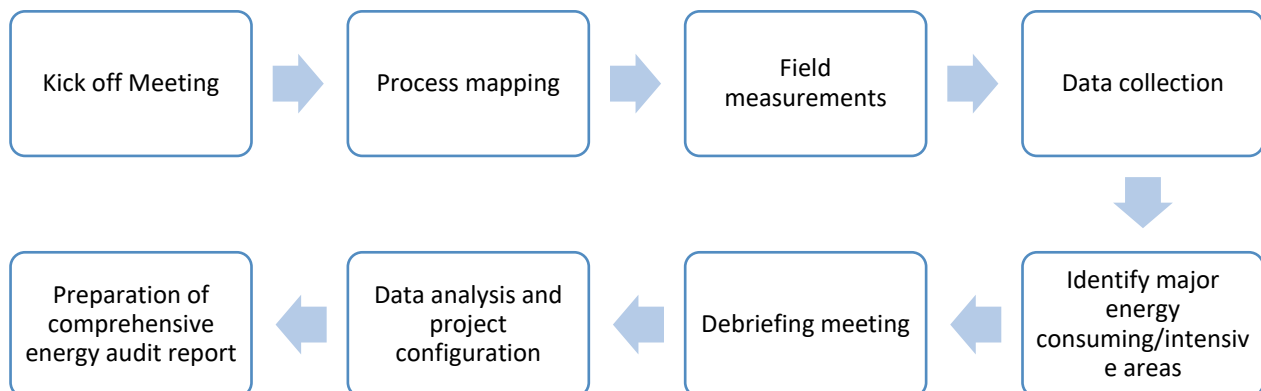 Kick off Meeting
Process mapping
Field
measurements
Data collection
Identify major
energy
consuming/intensiv
e areas
Debriefing meeting
Data analysis and
project
configuration
Preparation of
comprehensive
energy audit report